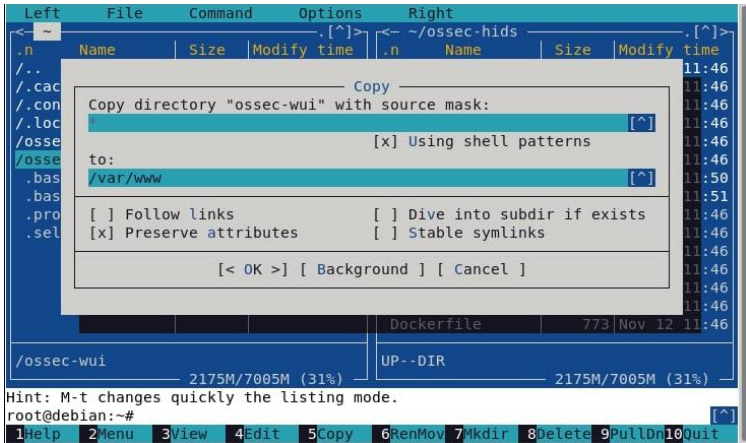 Left File Command Options Right
<- ~ .[^]> <- ~/ossec-hids .[^]>
.n Name Size Modify time .n Name Size Modify time
/.. 11:46
/.cac Copy 11:46
/.con Copy directory "ossec-wui" with source mask: 11:46
/.loc * [^] 11:46
/osse [x] Using shell patterns 11:46
/osse to: 11:46
.bas /var/www [^] 11:50
.bas 11:51
.pro [ ] Follow links [ ] Dive into subdir if exists 11:46
.sel [x] Preserve attributes [ ] Stable symlinks 11:46
11:46
[< OK >] [ Background ] [ Cancel ] 11:46
11:46
11:46
Dockerfile 773 Nov 12 11:46
/ossec-wui UP--DIR
2175M/7005M (31%) 2175M/7005M (31%)
Hint: M-t changes quickly the listing mode.
root@debian:~# [^]
1Help 2Menu 3View 4Edit 5Copy 6RenMov 7Mkdir 8Delete 9PullDn 10Quit